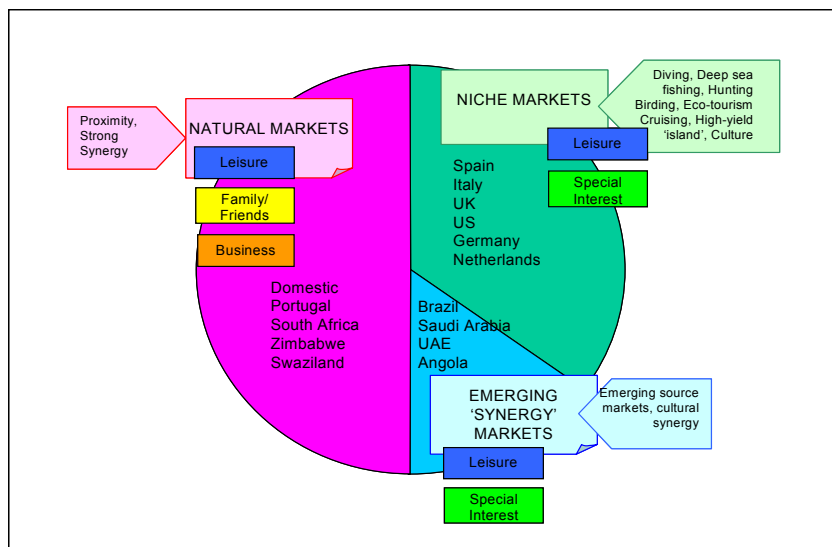 Proximity,
Strong
Synergy
NATURAL MARKETS
Leisure
Family/
Friends
Business
Domestic
Portugal
South Africa
Zimbabwe
Swaziland
NICHE MARKETS
Diving, Deep sea
fishing, Hunting
Birding, Eco-tourism
Cruising, High-yield
‘island’, Culture
Leisure
Special
Interest
Spain
Italy
UK
US
Germany
Netherlands
Brazil
Saudi Arabia
UAE
Angola
EMERGING
‘SYNERGY’
MARKETS
Emerging source
markets, cultural
synergy
Leisure
Special
Interest